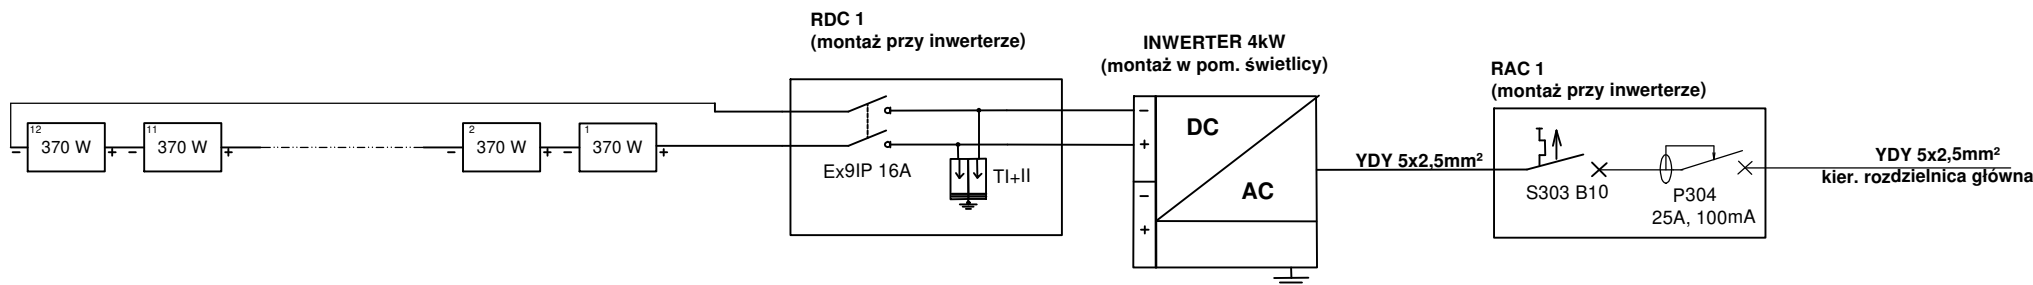 RDC 1
(montaż przy inwerterze)
INWERTER 4kW
(montaż w pom. świetlicy)
RAC 1
(montaż przy inwerterze)
12
370 W
- +
11
370 W
- +
2
370 W
- +
1
370 W
+
Ex9IP 16A
TI+II
-
+
-
+
DC
AC
YDY 5x2,5mm²
S303 B10
P304
25A, 100mA
YDY 5x2,5mm²
kier. rozdzielnica główna